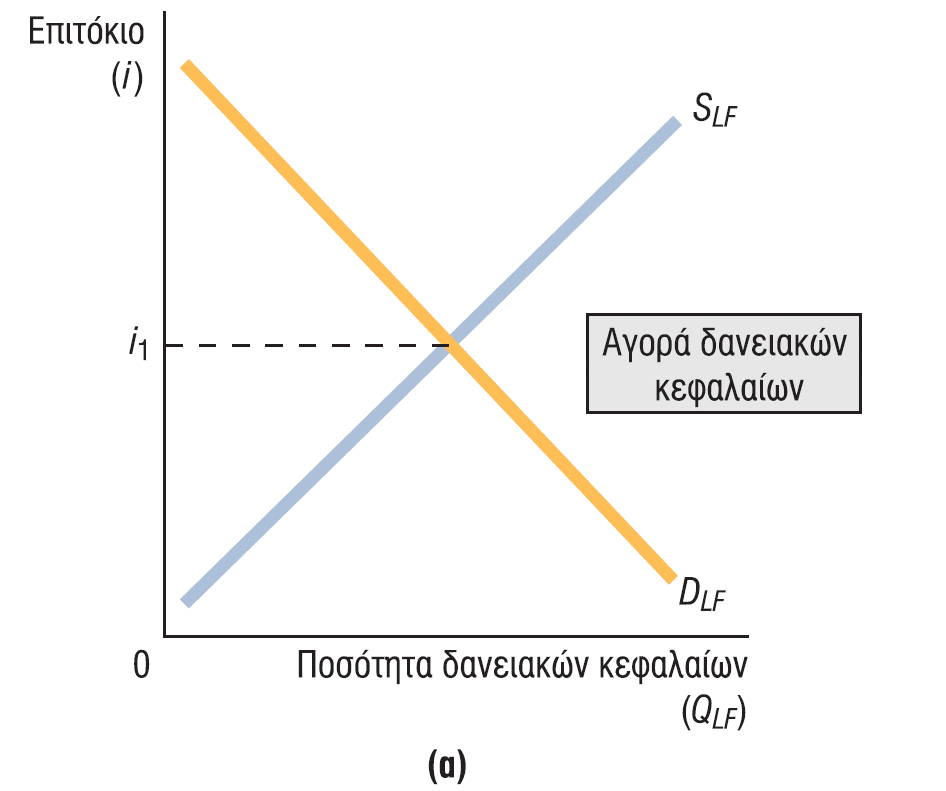 Επιτόκιο
(i)
S_LF
i_1
Αγορά δανειακών
κεφαλαίων
D_LF
0
Ποσότητα δανειακών κεφαλαίων
(Q_LF)
(α)